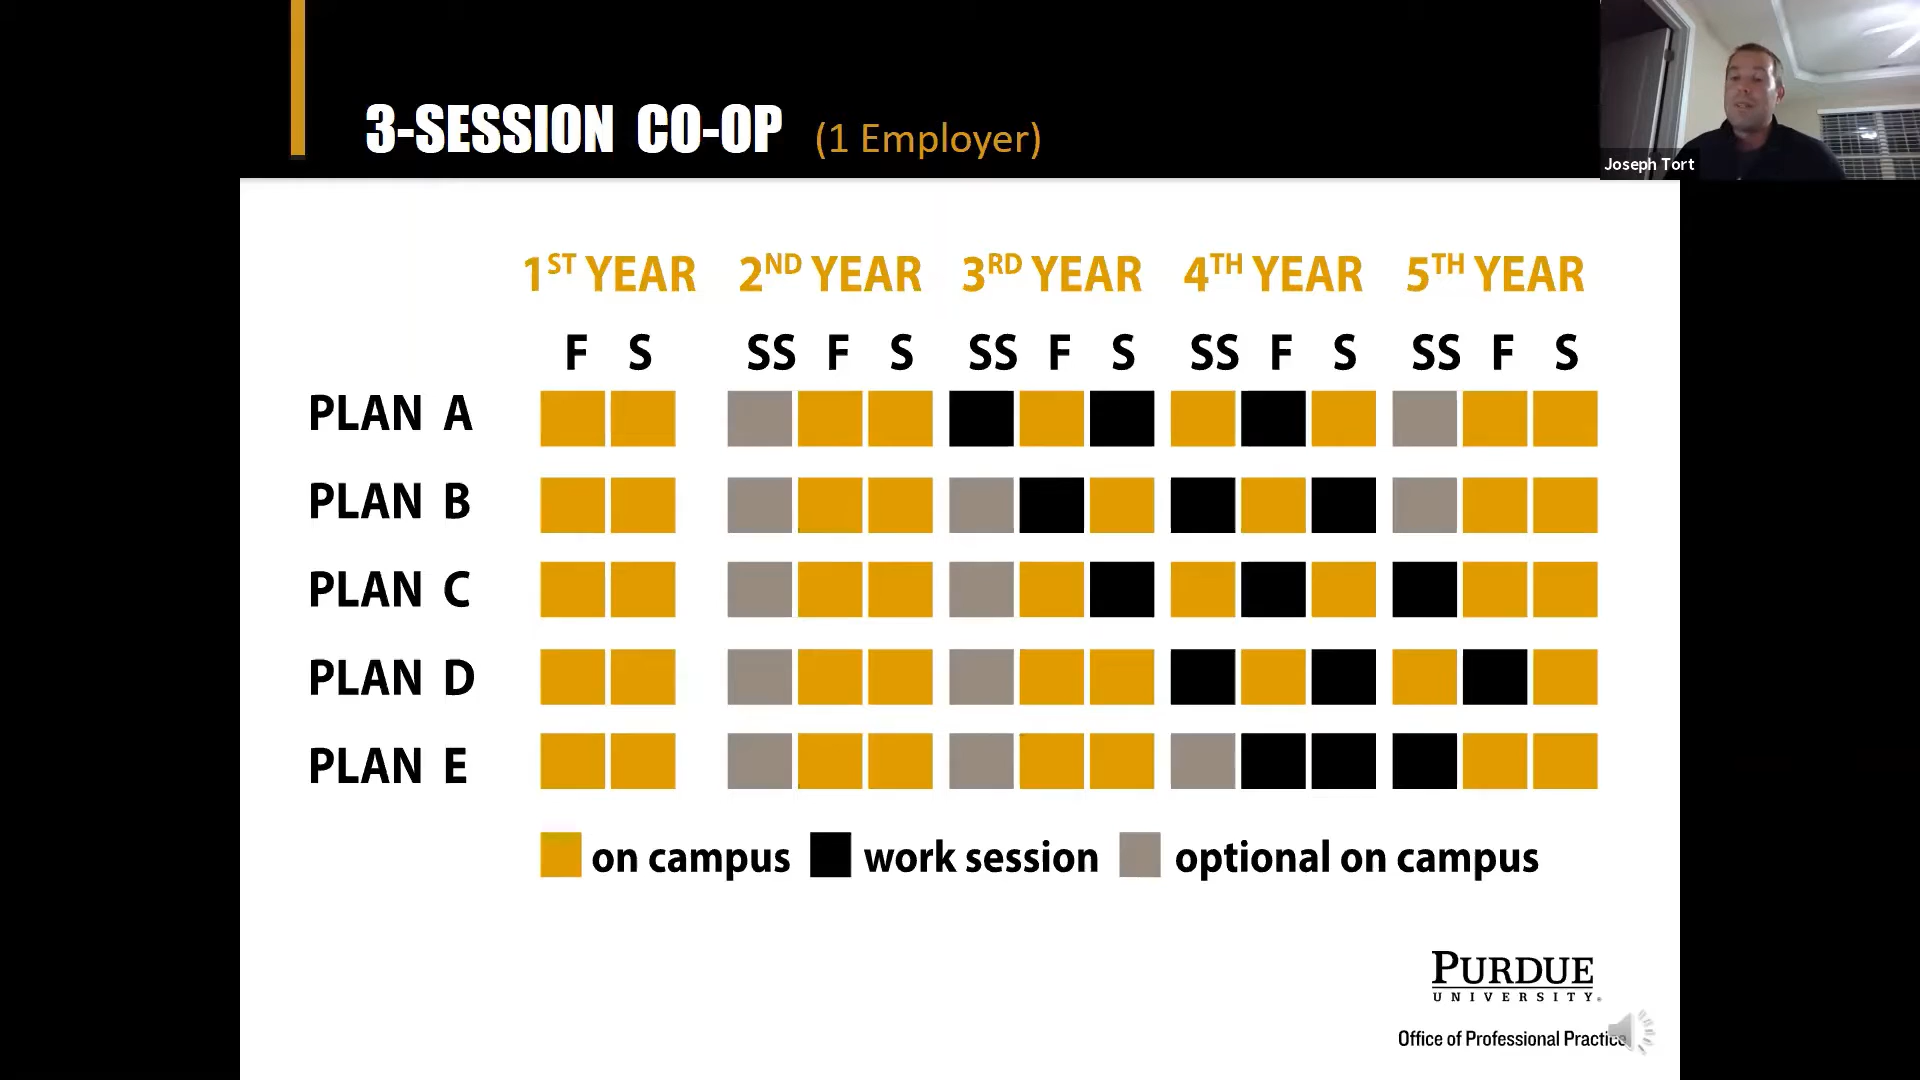 3-SESSION CO-OP (1 Employer)
Joseph Tort
1ST YEAR 2ND YEAR 3RD YEAR 4TH YEAR 5TH YEAR
F S SS F S SS F S SS F S SS F S
PLAN A
PLAN B
PLAN C
PLAN D
PLAN E
on campus work session optional on campus
PURDUE
UNIVERSITY®
Office of Professional Practice